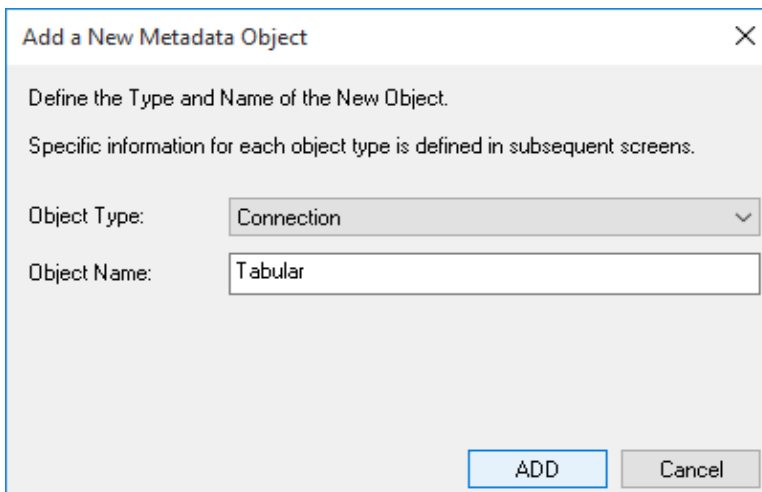 Add a New Metadata Object
Define the Type and Name of the New Object.
Specific information for each object type is defined in subsequent screens.
Object Type: Connection
Object Name: Tabular
ADD Cancel